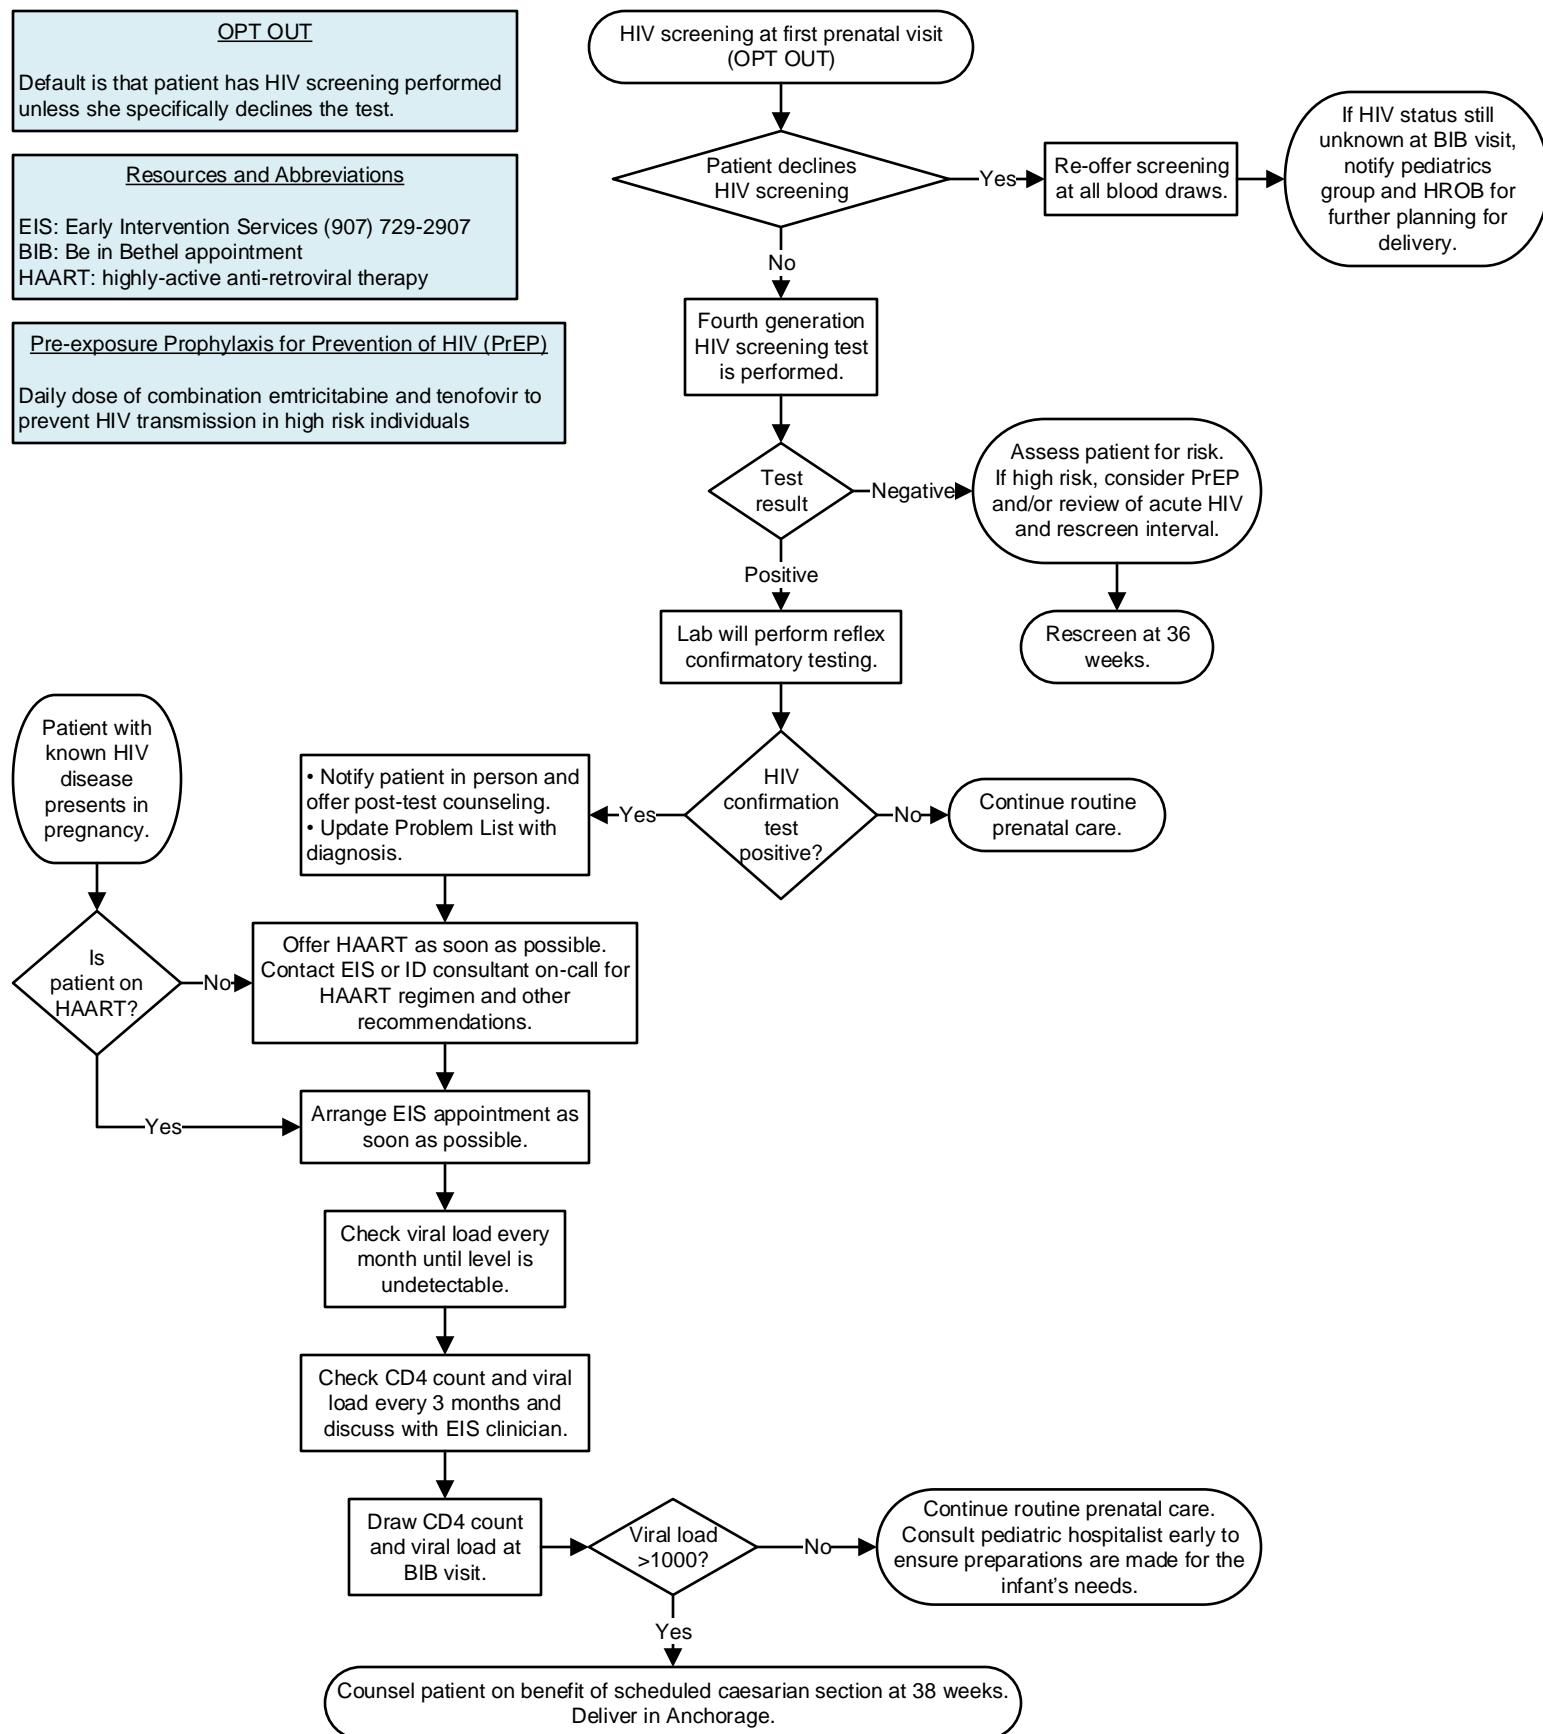 OPT OUT
Default is that patient has HIV screening performed
unless she specifically declines the test.
Resources and Abbreviations
EIS: Early Intervention Services (907) 729-2907
BIB: Be in Bethel appointment
HAART: highly-active anti-retroviral therapy
Pre-exposure Prophylaxis for Prevention of HIV (PrEP)
Daily dose of combination emtricitabine and tenofovir to
prevent HIV transmission in high risk individuals
HIV screening at first prenatal visit
(OPT OUT)
Patient declines
HIV screening
Yes
Re-offer screening
at all blood draws.
If HIV status still
unknown at BIB visit,
notify pediatrics
group and HROB for
further planning for
delivery.
No
Fourth generation
HIV screening test
is performed.
Test
result
Negative
Assess patient for risk.
If high risk, consider PrEP
and/or review of acute HIV
and rescreen interval.
Rescreen at 36
weeks.
Positive
Lab will perform reflex
confirmatory testing.
HIV
confirmation
test
positive?
No
Continue routine
prenatal care.
Yes
• Notify patient in person and
offer post-test counseling.
• Update Problem List with
diagnosis.
Patient with
known HIV
disease
presents in
pregnancy.
Is
patient on
HAART?
No
Offer HAART as soon as possible.
Contact EIS or ID consultant on-call for
HAART regimen and other
recommendations.
Yes
Arrange EIS appointment as
soon as possible.
Check viral load every
month until level is
undetectable.
Check CD4 count and viral
load every 3 months and
discuss with EIS clinician.
Draw CD4 count
and viral load at
BIB visit.
Viral load
>1000?
No
Continue routine prenatal care.
Consult pediatric hospitalist early to
ensure preparations are made for the
infant's needs.
Yes
Counsel patient on benefit of scheduled caesarian section at 38 weeks.
Deliver in Anchorage.